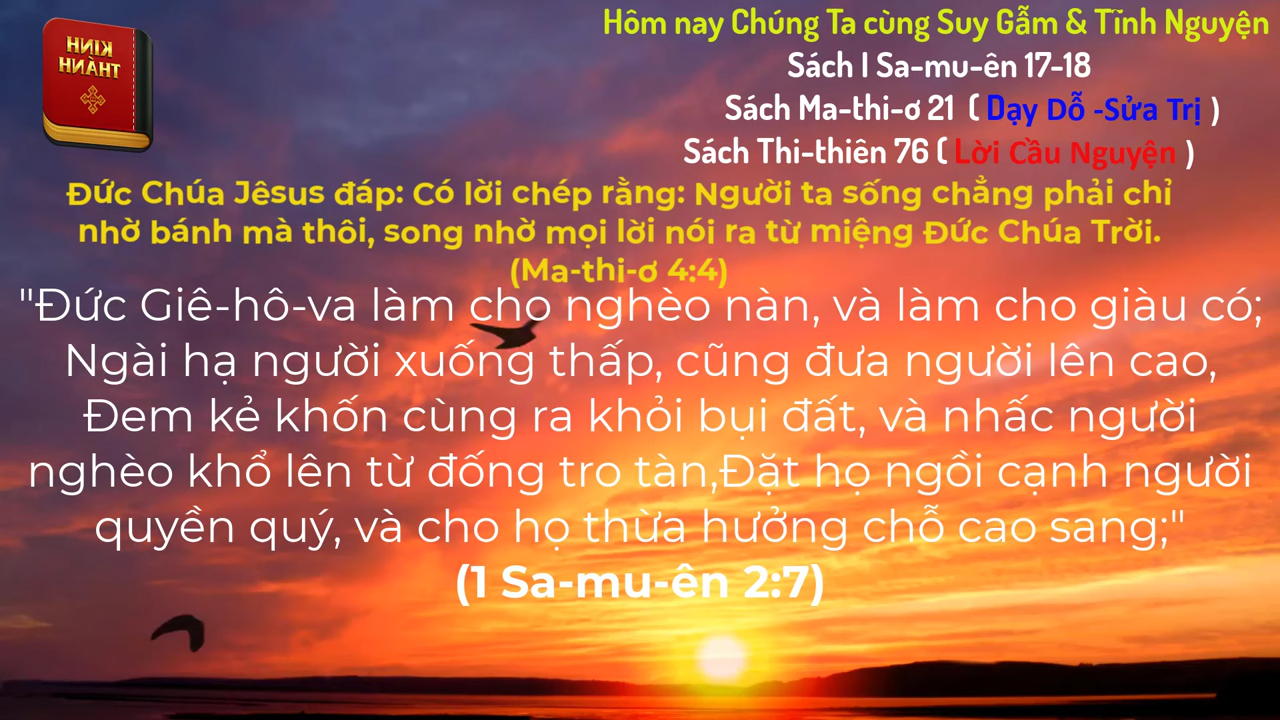 KINH
THÁNH
Hôm nay Chúng Ta cùng Suy Gẫm & Tĩnh Nguyện
Sách I Sa-mu-ên 17-18
Sách Ma-thi-ơ 21 ( Dạy Dỗ -Sửa Trị )
Sách Thi-thiên 76 ( Lời Cầu Nguyện )
Đức Chúa Jêsus đáp: Có lời chép rằng: Người ta sống chẳng phải chỉ
nhờ bánh mà thôi, song nhờ mọi lời nói ra từ miệng Đức Chúa Trời.
(Ma-thi-ơ 4:4)
"Đức Giê-hô-va làm cho nghèo nàn, và làm cho giàu có;
Ngài hạ người xuống thấp, cũng đưa người lên cao,
Đem kẻ khốn cùng ra khỏi bụi đất, và nhấc người
nghèo khổ lên từ đống tro tàn,Đặt họ ngồi cạnh người
quyền quý, và cho họ thừa hưởng chỗ cao sang;"
(1 Sa-mu-ên 2:7)